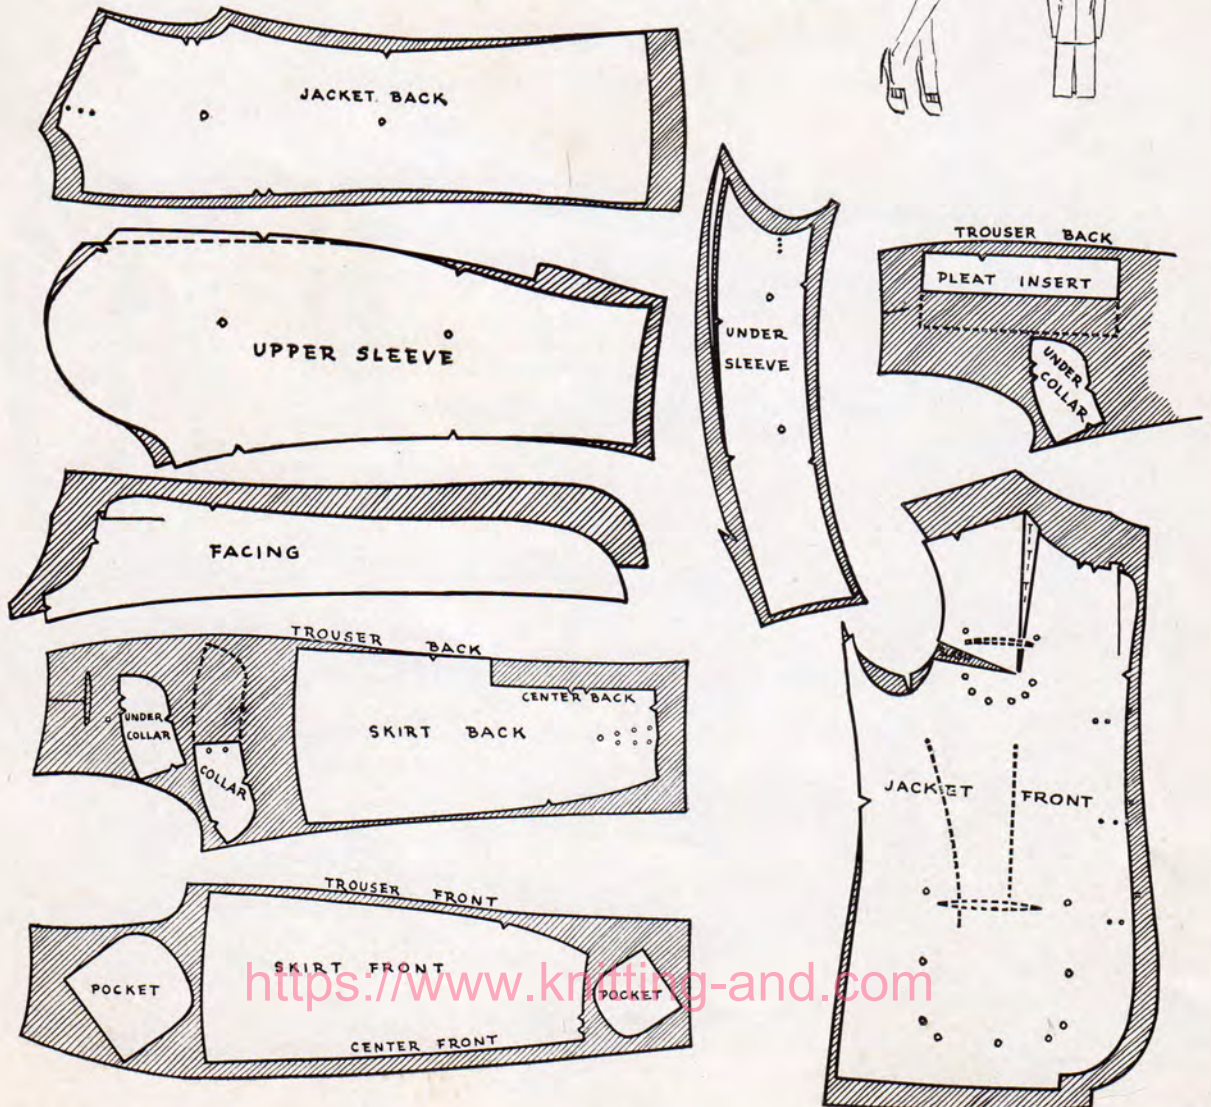 JACKET. BACK
TROUSER BACK
PLEAT INSERT
UNDER
COLLAR
UPPER SLEEVE
UNDER
SLEEVE
FACING
TROUSER BACK
CENTER BACK
SKIRT BACK
UNDER
COLLAR
COLLAR
JACKET FRONT
TROUSER FRONT
SKIRT FRONT
POCKET
POCKET
CENTER FRONT
https://www.knitting-and.com